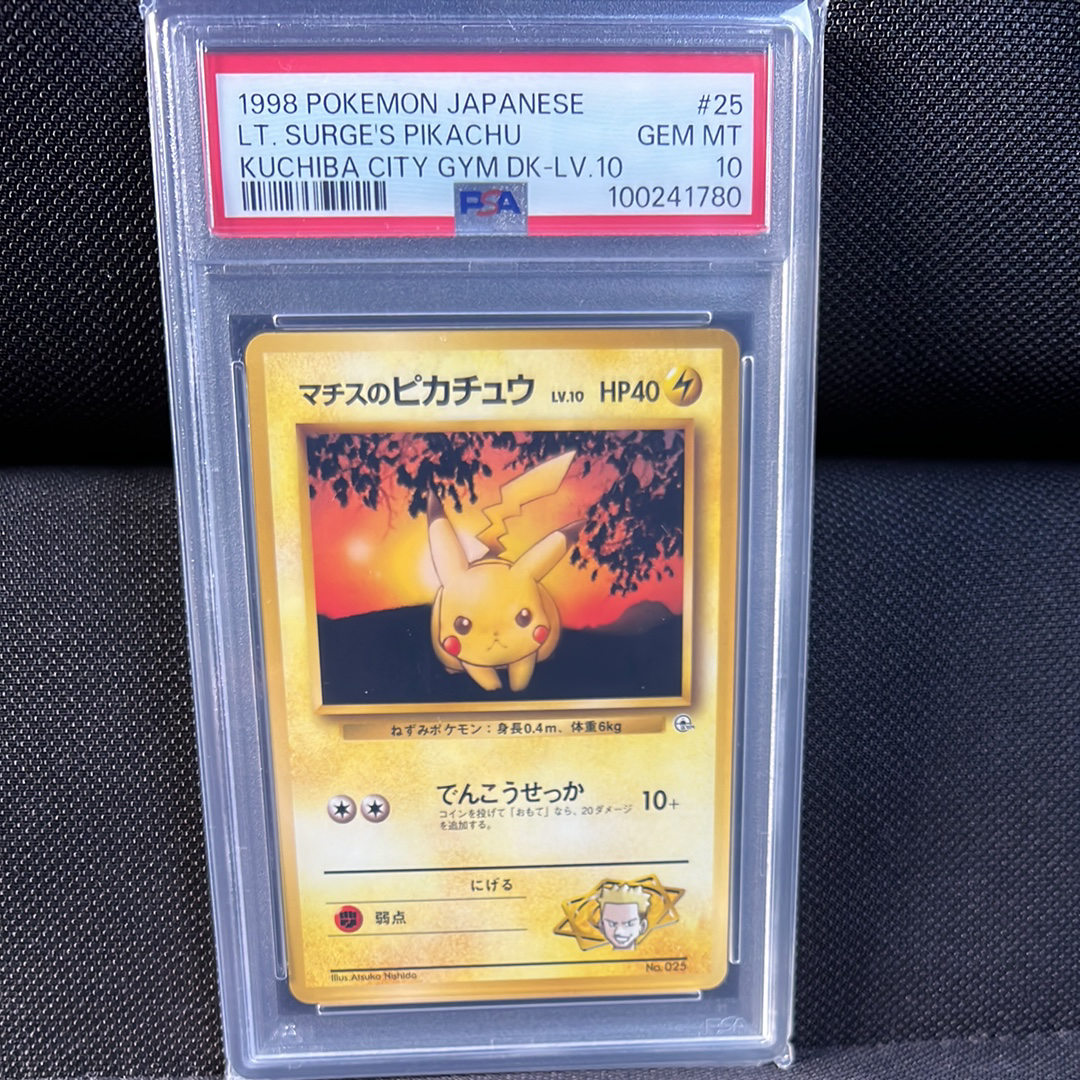 1998 POKEMON JAPANESE #25
LT. SURGE'S PIKACHU GEM MT
KUCHIBA CITY GYM DK-LV.10 10
PSA 100241780
マチスのピカチュウ LV.10 HP40
ねずみポケモン：身長0.4m、体重6kg
でんこうせっか 10+
コインを投げて「おもて」なら、20ダメージ
を追加する。
にげる
弱点
Illus. Atsuko Nishida No. 025
PSA